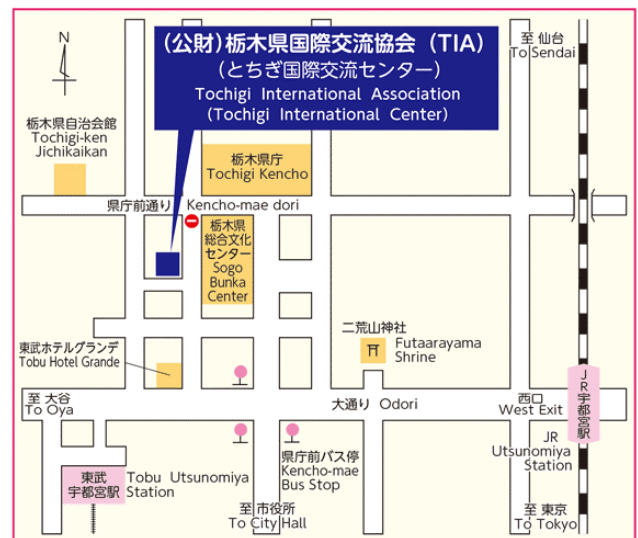 (公財)栃木県国際交流協会 (TIA)
(とちぎ国際交流センター)
Tochigi International Association
(Tochigi International Center)
至 仙台
To Sendai
N
栃木県自治会館
Tochigi-ken
Jichikaikan
栃木県庁
Tochigi Kencho
県庁前通り Kencho-mae dori
栃木県
総合文化
センター
Sogo
Bunka
Center
二荒山神社
Futaarayama
Shrine
東武ホテルグランデ
Tobu Hotel Grande
至 大谷
To Oya
大通り Odori
西口
West Exit
JR宇都宮駅
JR
Utsunomiya
Station
県庁前バス停
Kencho-mae
Bus Stop
東武
宇都宮駅
Tobu Utsunomiya
Station
至 市役所
To City Hall
至 東京
To Tokyo